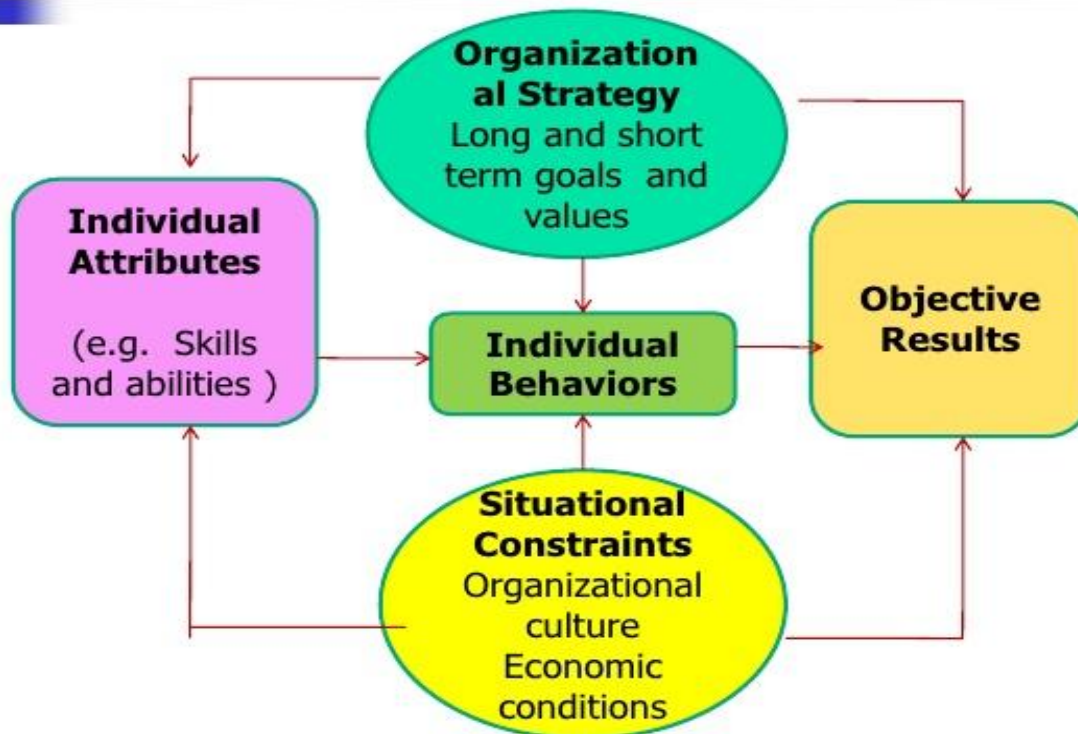 Organization
al Strategy
Long and short
term goals and
values
Individual
Attributes
(e.g. Skills
and abilities )
Individual
Behaviors
Objective
Results
Situational
Constraints
Organizational
culture
Economic
conditions